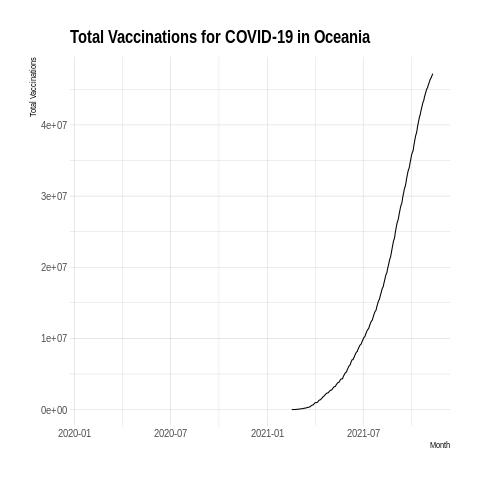 Total Vaccinations for COVID-19 in Oceania
Total Vaccinations
4e+07
3e+07
2e+07
1e+07
0e+00
2020-01 2020-07 2021-01 2021-07
Month